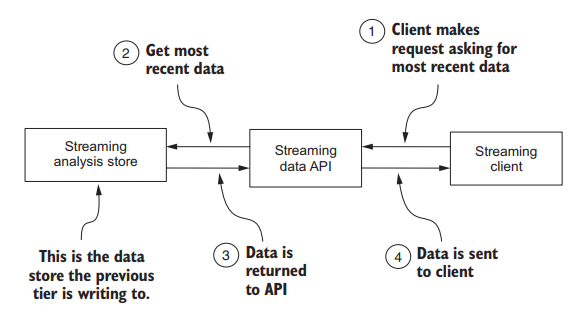 1
Client makes
request asking for
most recent data
2
Get most
recent data
Streaming
analysis store
Streaming
data API
Streaming
client
This is the data
store the previous
tier is writing to.
3
Data is
returned
to API
4
Data is sent
to client